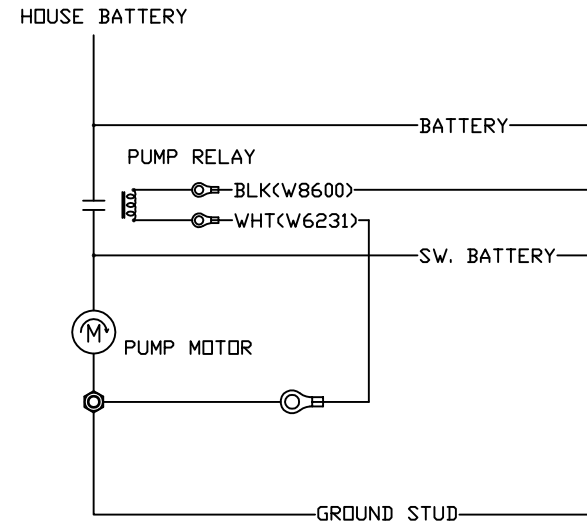 HOUSE BATTERY
BATTERY
PUMP RELAY
BLK(W8600)
WHT(W6231)
SW. BATTERY
M
PUMP MOTOR
GROUND STUD